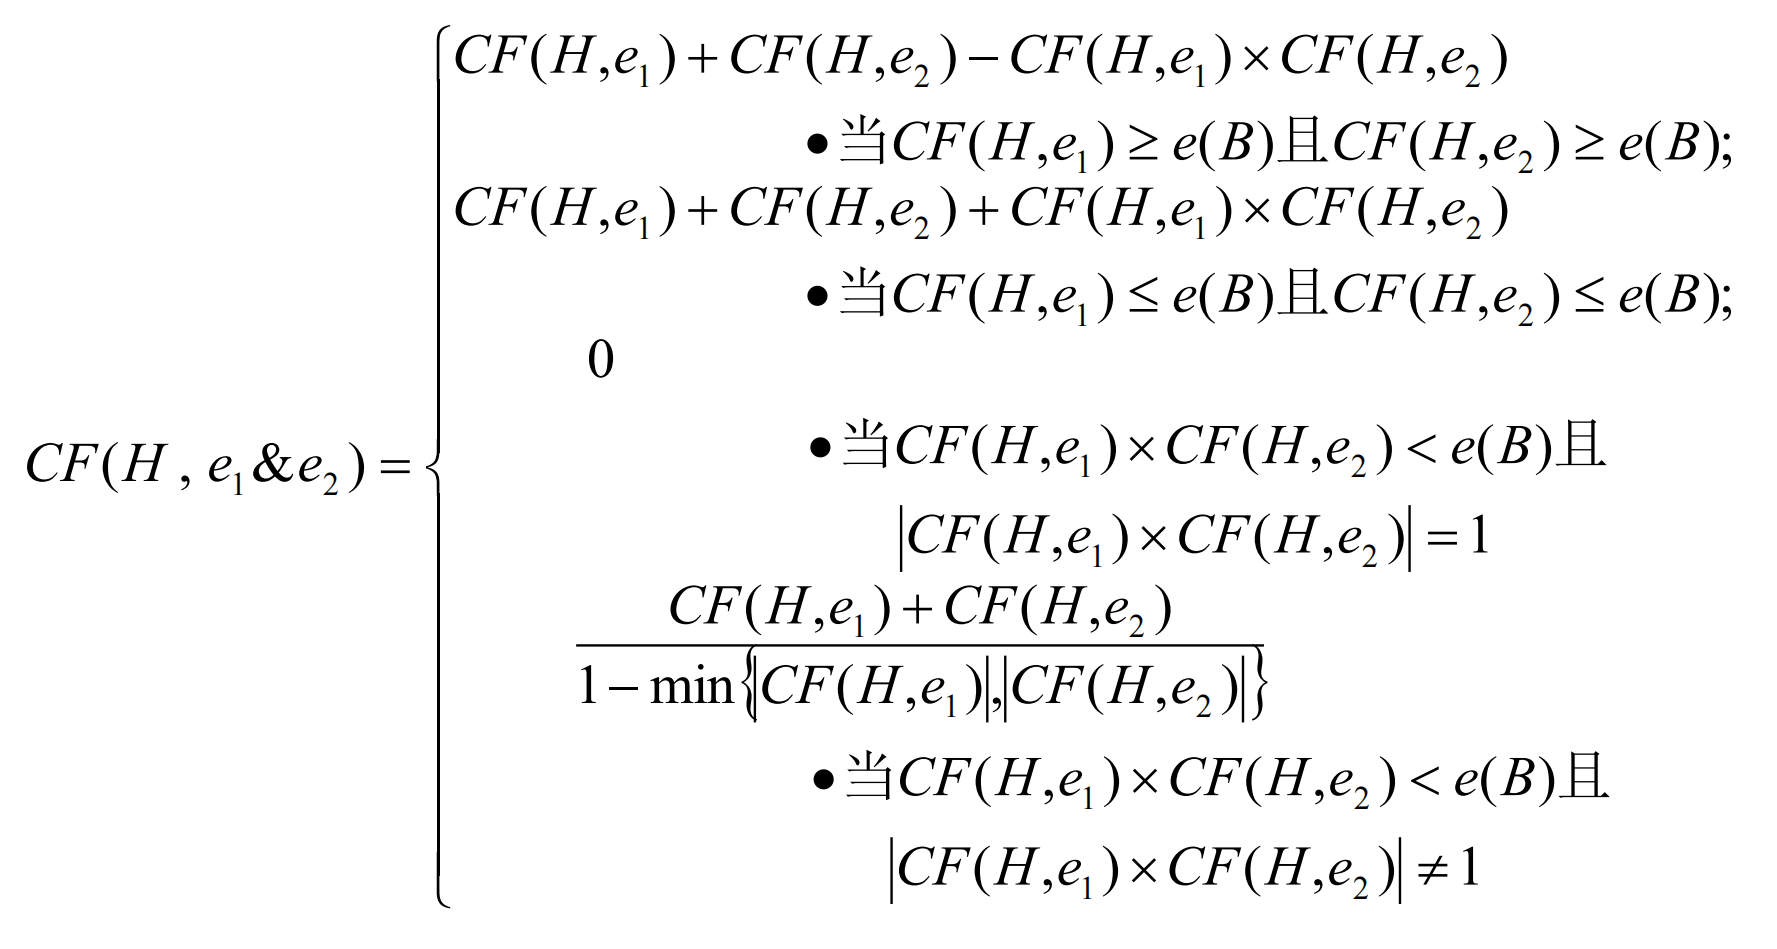 CF(H,e₁)+CF(H,e₂)−CF(H,e₁)×CF(H,e₂)
●当CF(H,e₁)≥e(B)且CF(H,e₂)≥e(B);
CF(H,e₁)+CF(H,e₂)+CF(H,e₁)×CF(H,e₂)
●当CF(H,e₁)≤e(B)且CF(H,e₂)≤e(B);
0
●当CF(H,e₁)×CF(H,e₂)<e(B)且
CF(H , e₁&e₂)=
|CF(H,e₁)×CF(H,e₂)|=1
CF(H,e₁)+CF(H,e₂)
1−min{|CF(H,e₁)|,|CF(H,e₂)|}
●当CF(H,e₁)×CF(H,e₂)<e(B)且
|CF(H,e₁)×CF(H,e₂)|≠1